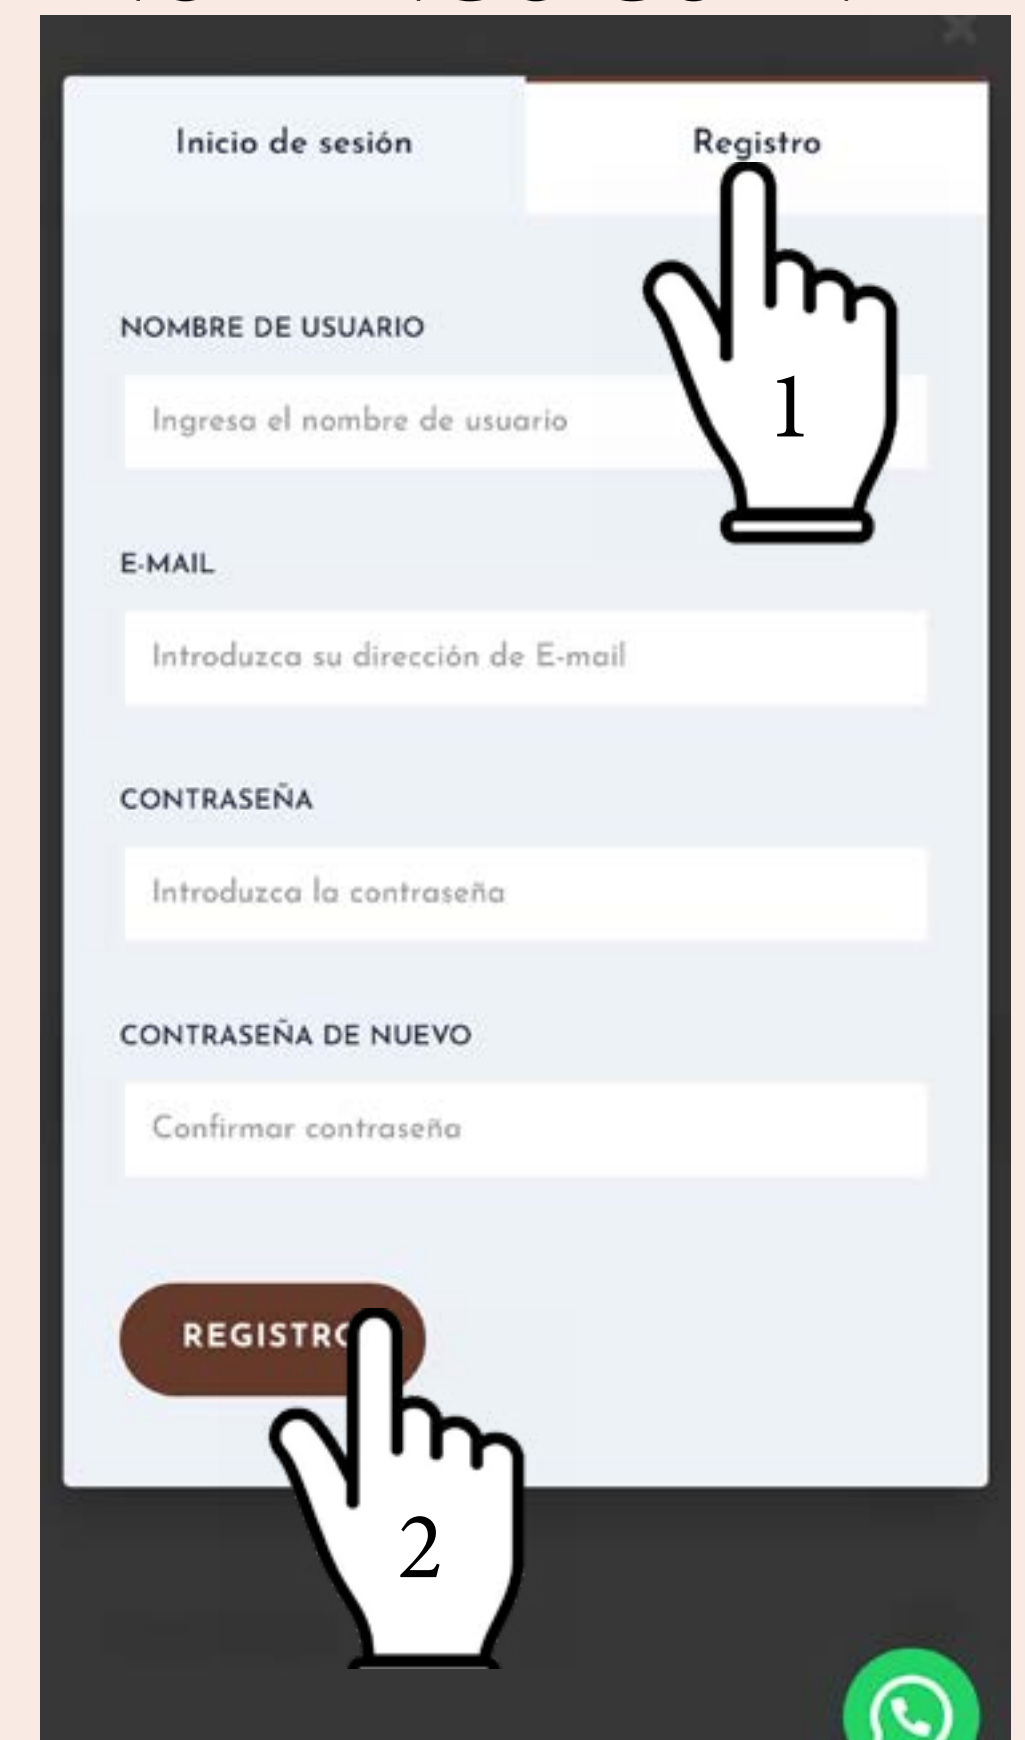 Inicio de sesión
Registro
1
NOMBRE DE USUARIO
Ingresa el nombre de usuario
E-MAIL
Introduzca su dirección de E-mail
CONTRASEÑA
Introduzca la contraseña
CONTRASEÑA DE NUEVO
Confirmar contraseña
REGISTRO
2